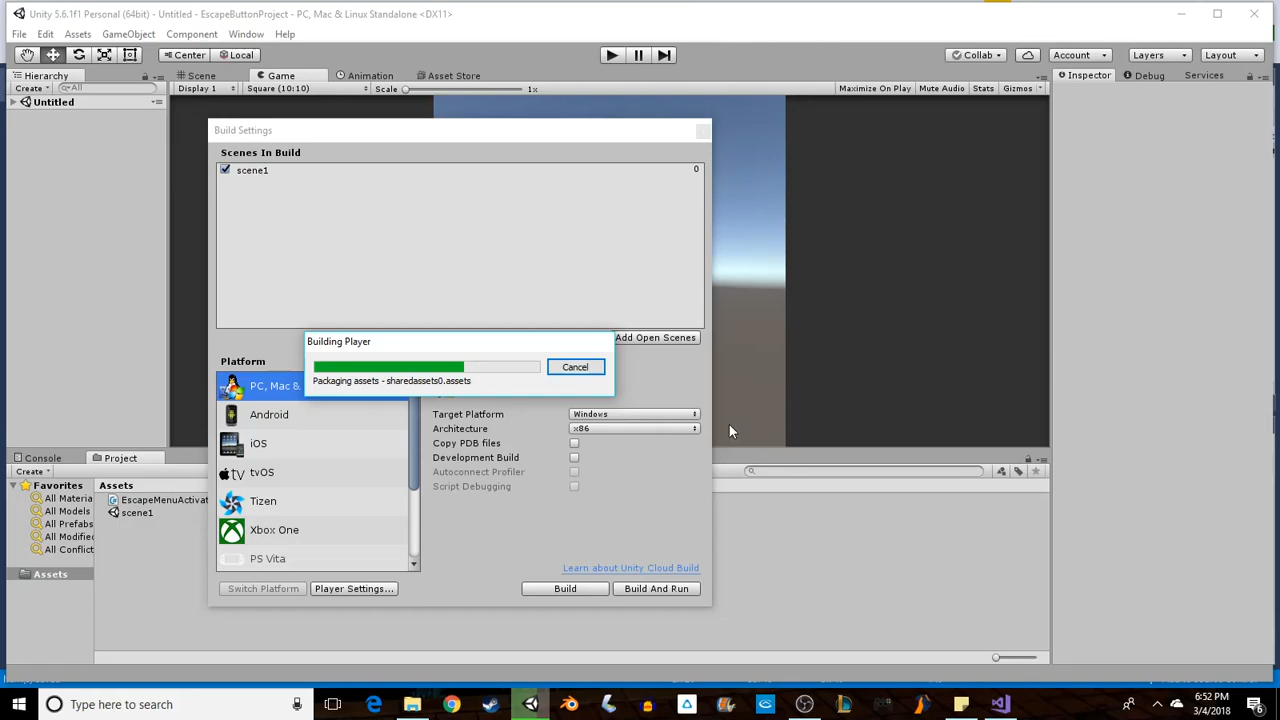 Unity 5.6.1f1 Personal (64bit) - Untitled - EscapeButtonProject - PC, Mac & Linux Standalone <DX11>
File Edit Assets GameObject Component Window Help
Center Local Collab Account Layers Layout
Hierarchy Scene Game Animation Asset Store Inspector Debug Services
Create All Display 1 Square (10:10) Scale 1x Maximize On Play Mute Audio Stats Gizmos
Untitled
Build Settings
Scenes In Build
scene1 0
Add Open Scenes
Building Player
Cancel
Packaging assets - sharedassets0.assets
Platform
PC, Mac &
Android
iOS
tvOS
Tizen
Xbox One
PS Vita
Target Platform Windows
Architecture x86
Copy PDB files
Development Build
Autoconnect Profiler
Script Debugging
Learn about Unity Cloud Build
Switch Platform Player Settings... Build Build And Run
Console Project
Create
Favorites
All Materia
All Models
All Prefabs
All Modifie
All Conflict
Assets
Assets
EscapeMenuActivat
scene1
Type here to search
6:52 PM
3/4/2018
6